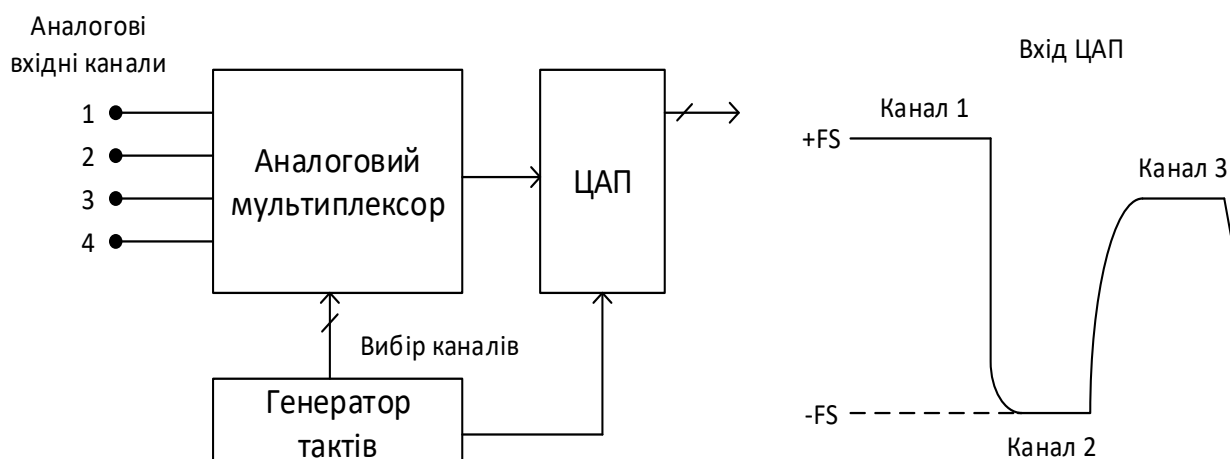 Аналогові
вхідні канали
1
2
3
4
Аналоговий
мультиплексор
ЦАП
Вибір каналів
Генератор
тактів
Вхід ЦАП
Канал 1
+FS
Канал 3
-FS
Канал 2